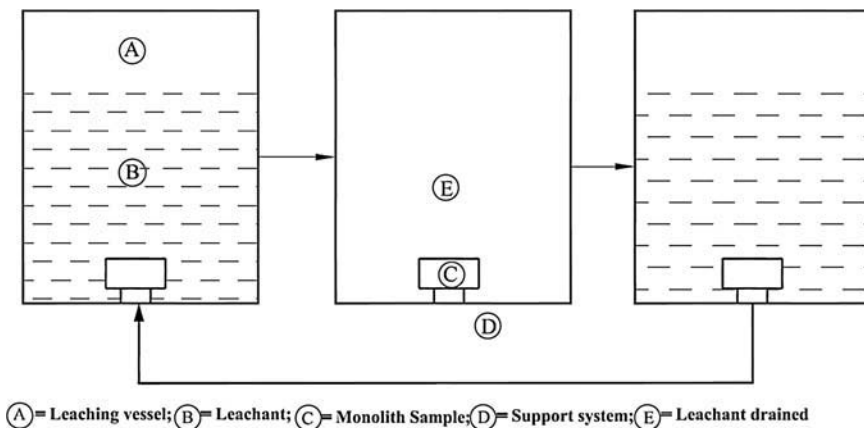 A
B
E
C
D
A = Leaching vessel; B = Leachant; C = Monolith Sample; D = Support system; E = Leachant drained